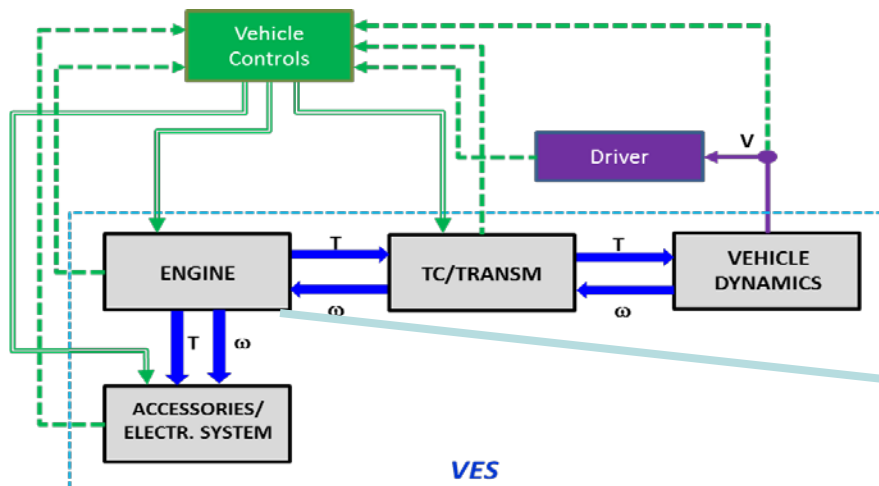 Vehicle
Controls
Driver
V
ENGINE
T
ω
TC/TRANSM
T
ω
VEHICLE
DYNAMICS
T
ω
ACCESSORIES/
ELECTR. SYSTEM
VES